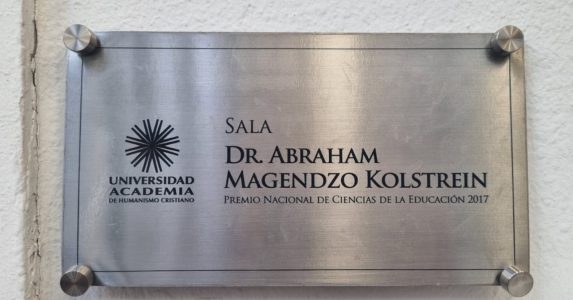 UNIVERSIDAD
ACADEMIA
DE HUMANISMO CRISTIANO
SALA
DR. ABRAHAM
MAGENDZO KOLSTREIN
PREMIO NACIONAL DE CIENCIAS DE LA EDUCACIÓN 2017